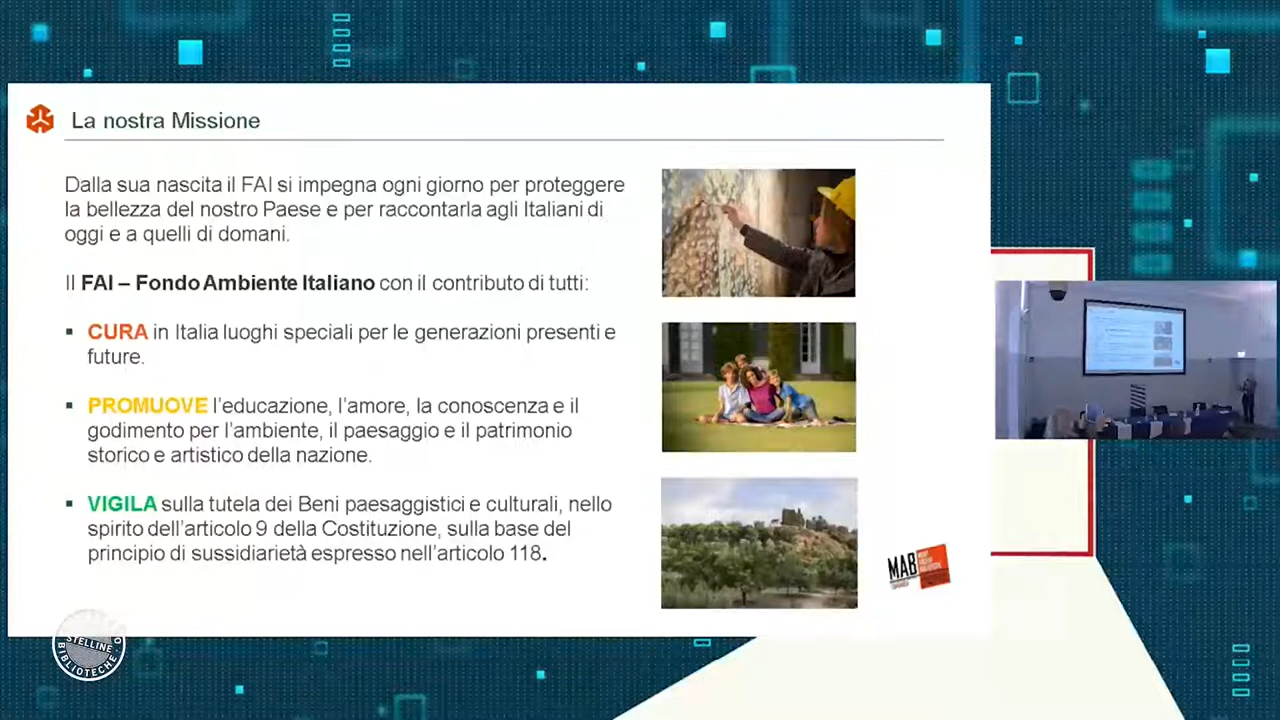 La nostra Missione
Dalla sua nascita il FAI si impegna ogni giorno per proteggere
la bellezza del nostro Paese e per raccontarla agli Italiani di
oggi e a quelli di domani.
Il FAI – Fondo Ambiente Italiano con il contributo di tutti:
▪ CURA in Italia luoghi speciali per le generazioni presenti e
future.
▪ PROMUOVE l’educazione, l’amore, la conoscenza e il
godimento per l’ambiente, il paesaggio e il patrimonio
storico e artistico della nazione.
▪ VIGILA sulla tutela dei Beni paesaggistici e culturali, nello
spirito dell’articolo 9 della Costituzione, sulla base del
principio di sussidiarietà espresso nell’articolo 118.
MAB
STELLINE
BIBLIOTECHE